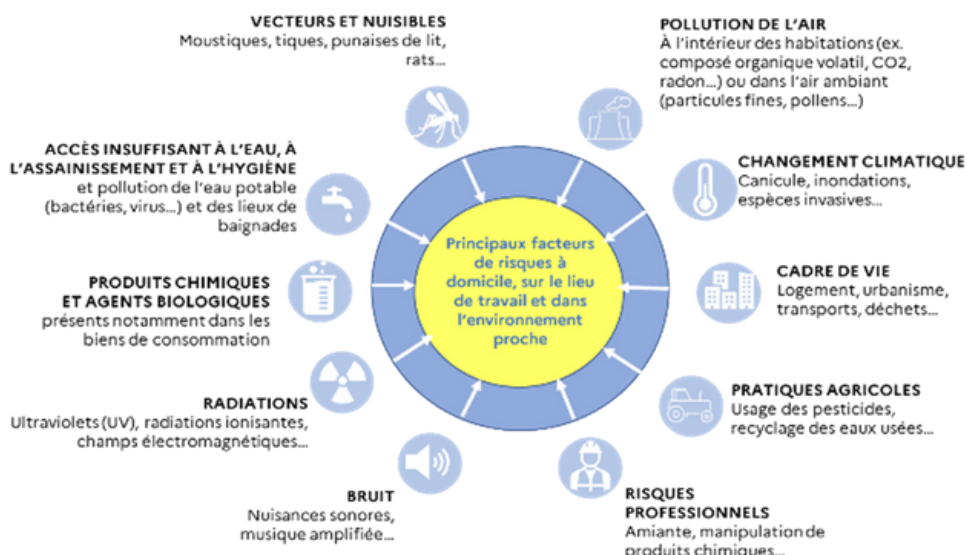 VECTEURS ET NUISIBLES
Moustiques, tiques, punaises de lit,
rats...
POLLUTION DE L'AIR
À l'intérieur des habitations (ex.
composé organique volatil, CO2,
radon...) ou dans l'air ambiant
(particules fines, pollens...)
ACCÈS INSUFFISANT À L'EAU, À
L'ASSAINISSEMENT ET À L'HYGIÈNE
et pollution de l'eau potable
(bactéries, virus...) et des lieux de
baignades
CHANGEMENT CLIMATIQUE
Canicule, inondations,
espèces invasives...
Principaux facteurs
de risques à
domicile, sur le lieu
de travail et dans
l'environnement
proche
PRODUITS CHIMIQUES
ET AGENTS BIOLOGIQUES
présents notamment dans les
biens de consommation
CADRE DE VIE
Logement, urbanisme,
transports, déchets...
RADIATIONS
Ultraviolets (UV), radiations ionisantes,
champs électromagnétiques...
PRATIQUES AGRICOLES
Usage des pesticides,
recyclage des eaux usées...
BRUIT
Nuisances sonores,
musique amplifiée...
RISQUES
PROFESSIONNELS
Amiante, manipulation de
produits chimiques...